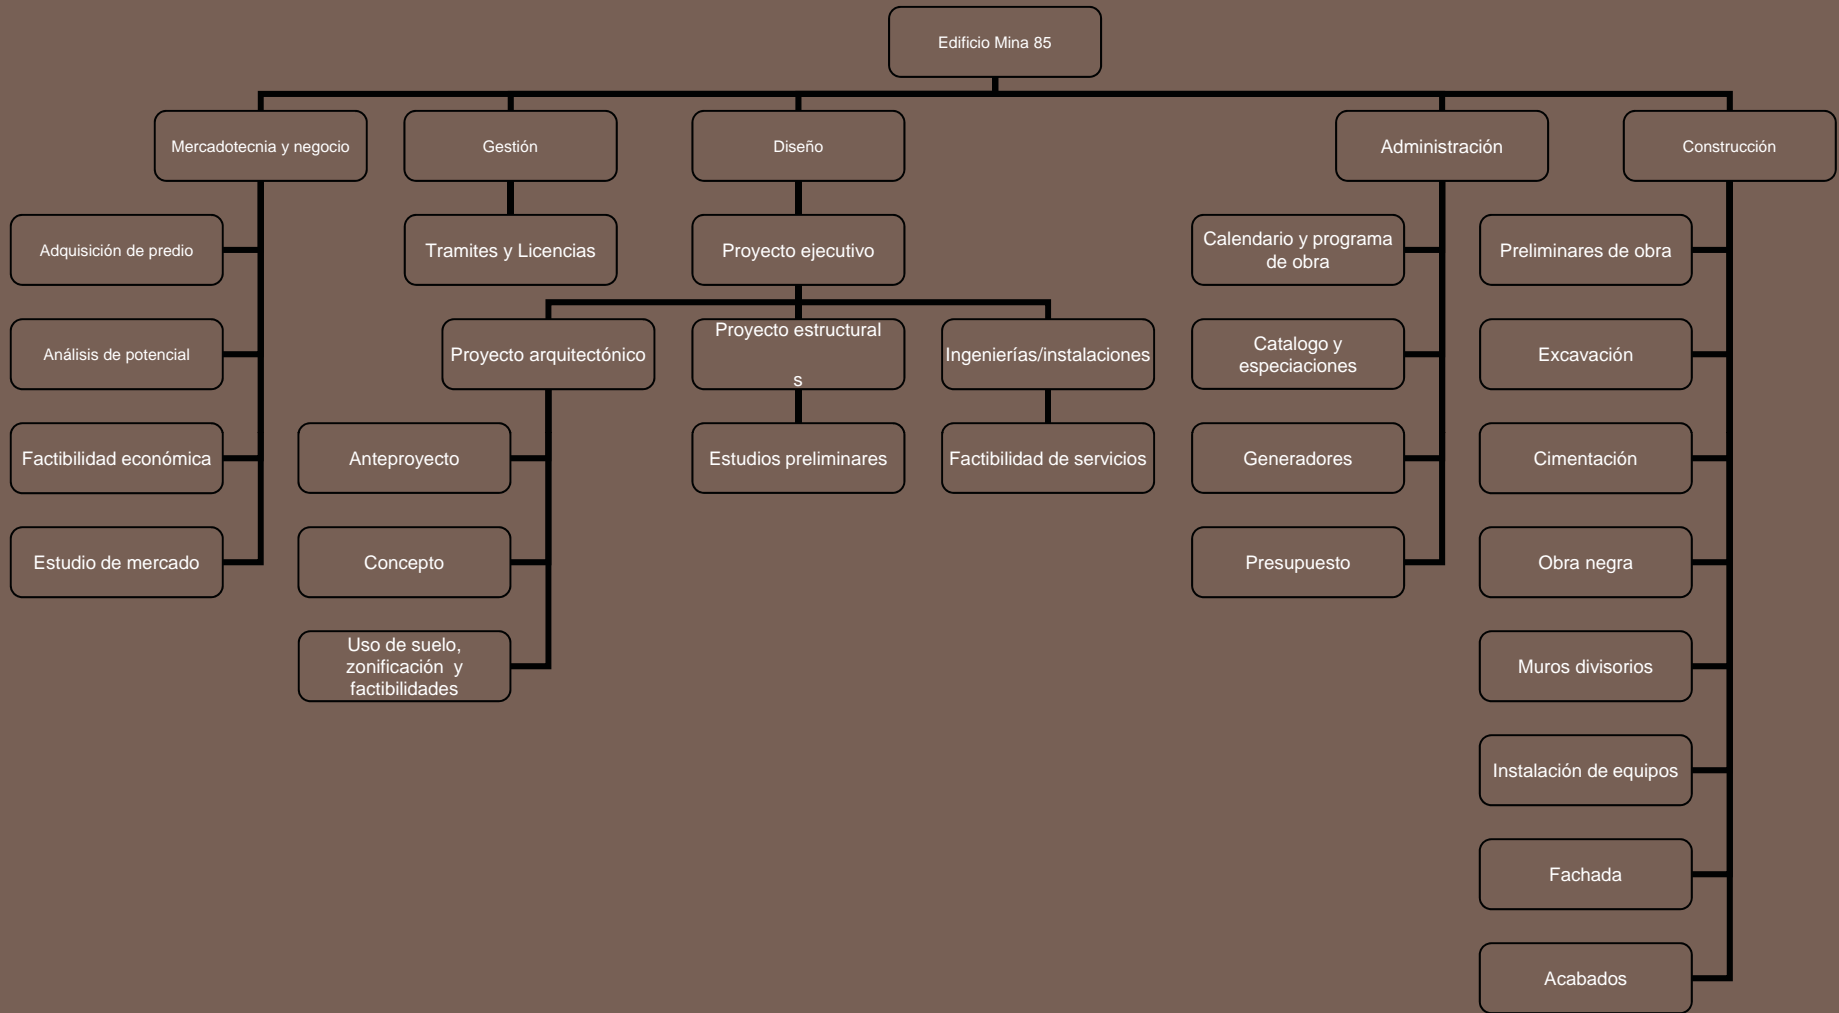 Edificio Mina 85
Mercadotecnia y negocio
Gestión
Diseño
Administración
Construcción
Adquisición de predio
Tramites y Licencias
Proyecto ejecutivo
Calendario y programa
de obra
Preliminares de obra
Análisis de potencial
Proyecto arquitectónico
Proyecto estructural
s
Ingenierías/instalaciones
Catalogo y
especiaciones
Excavación
Factibilidad económica
Anteproyecto
Estudios preliminares
Factibilidad de servicios
Generadores
Cimentación
Estudio de mercado
Concepto
Presupuesto
Obra negra
Uso de suelo,
zonificación y
factibilidades
Muros divisorios
Instalación de equipos
Fachada
Acabados